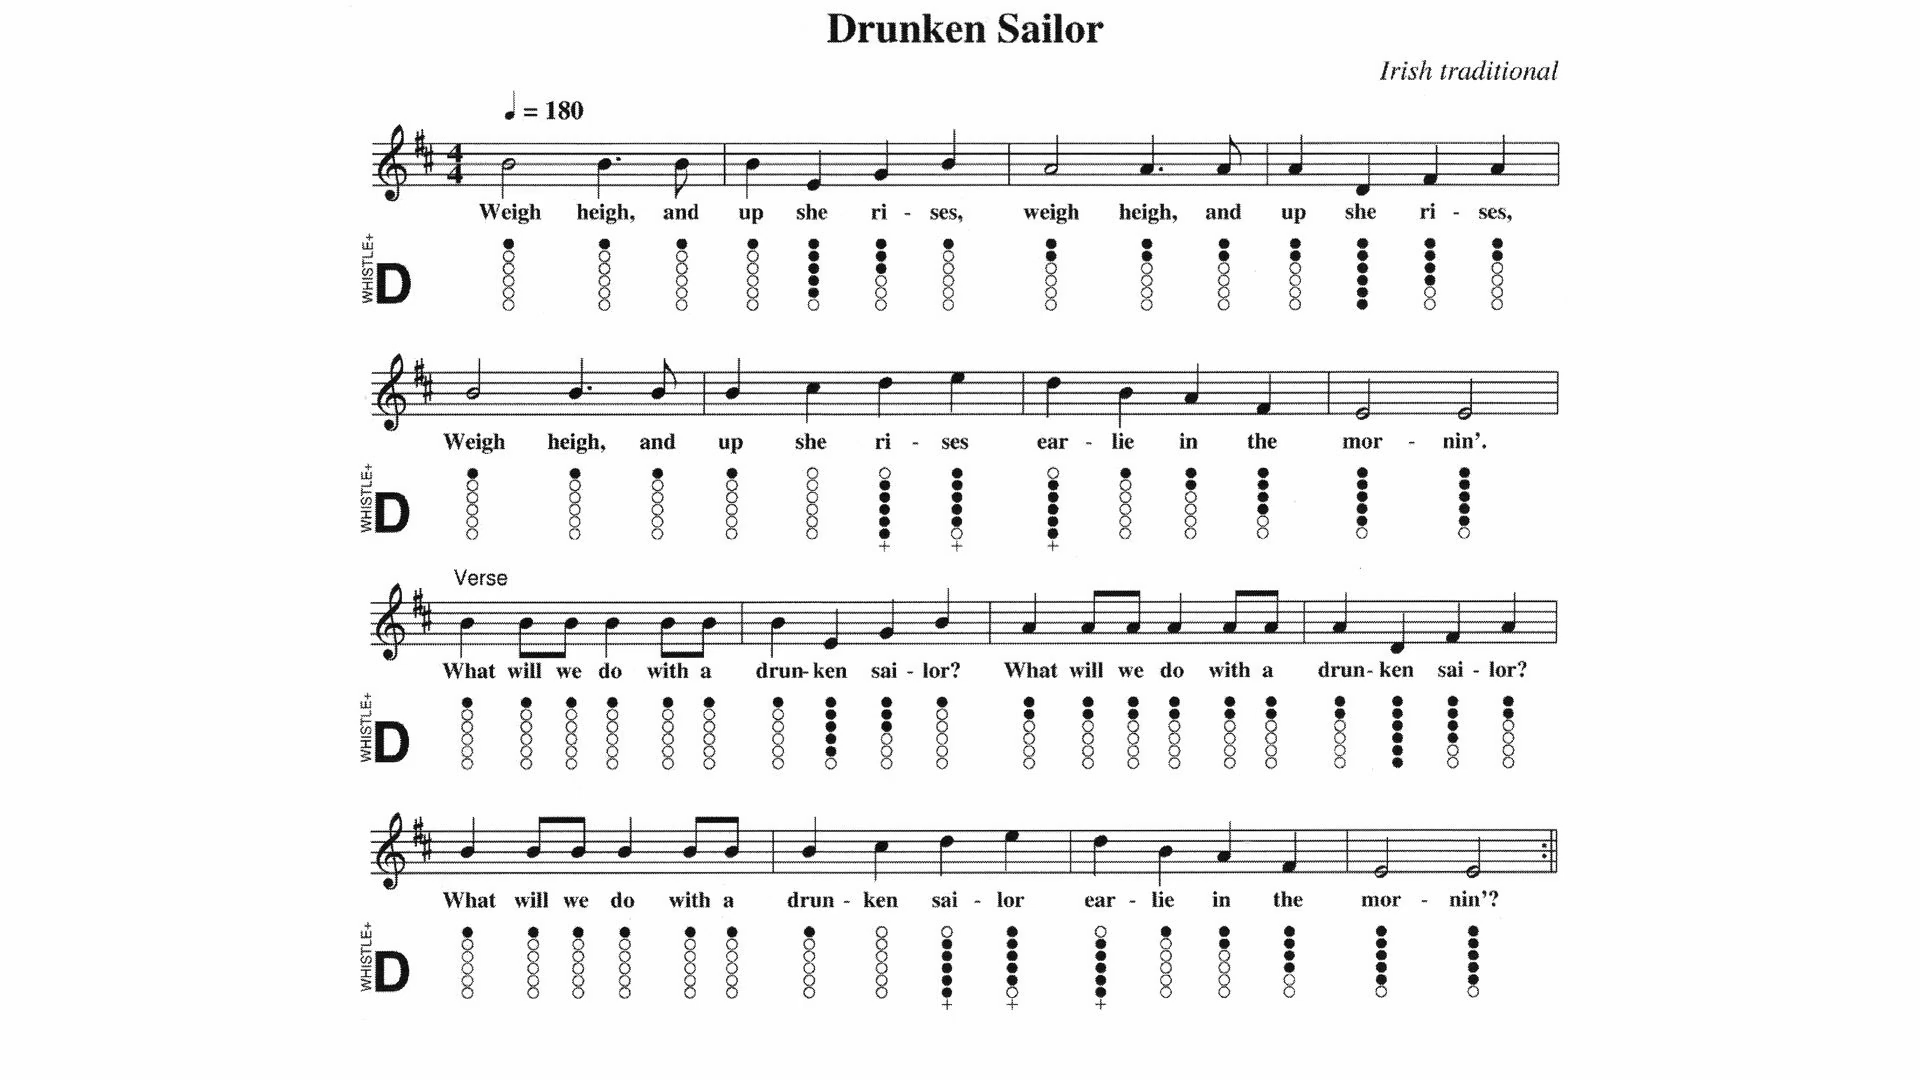 Drunken Sailor
Irish traditional
= 180
4
4
Weigh heigh, and up she ri - ses, weigh heigh, and up she ri - ses,
WHISTLE+ D
Weigh heigh, and up she ri - ses ear - lie in the mor - nin'.
WHISTLE+ D
Verse
What will we do with a drun- ken sai - lor? What will we do with a drun- ken sai - lor?
WHISTLE+ D
What will we do with a drun - ken sai - lor ear - lie in the mor - nin'?
WHISTLE+ D